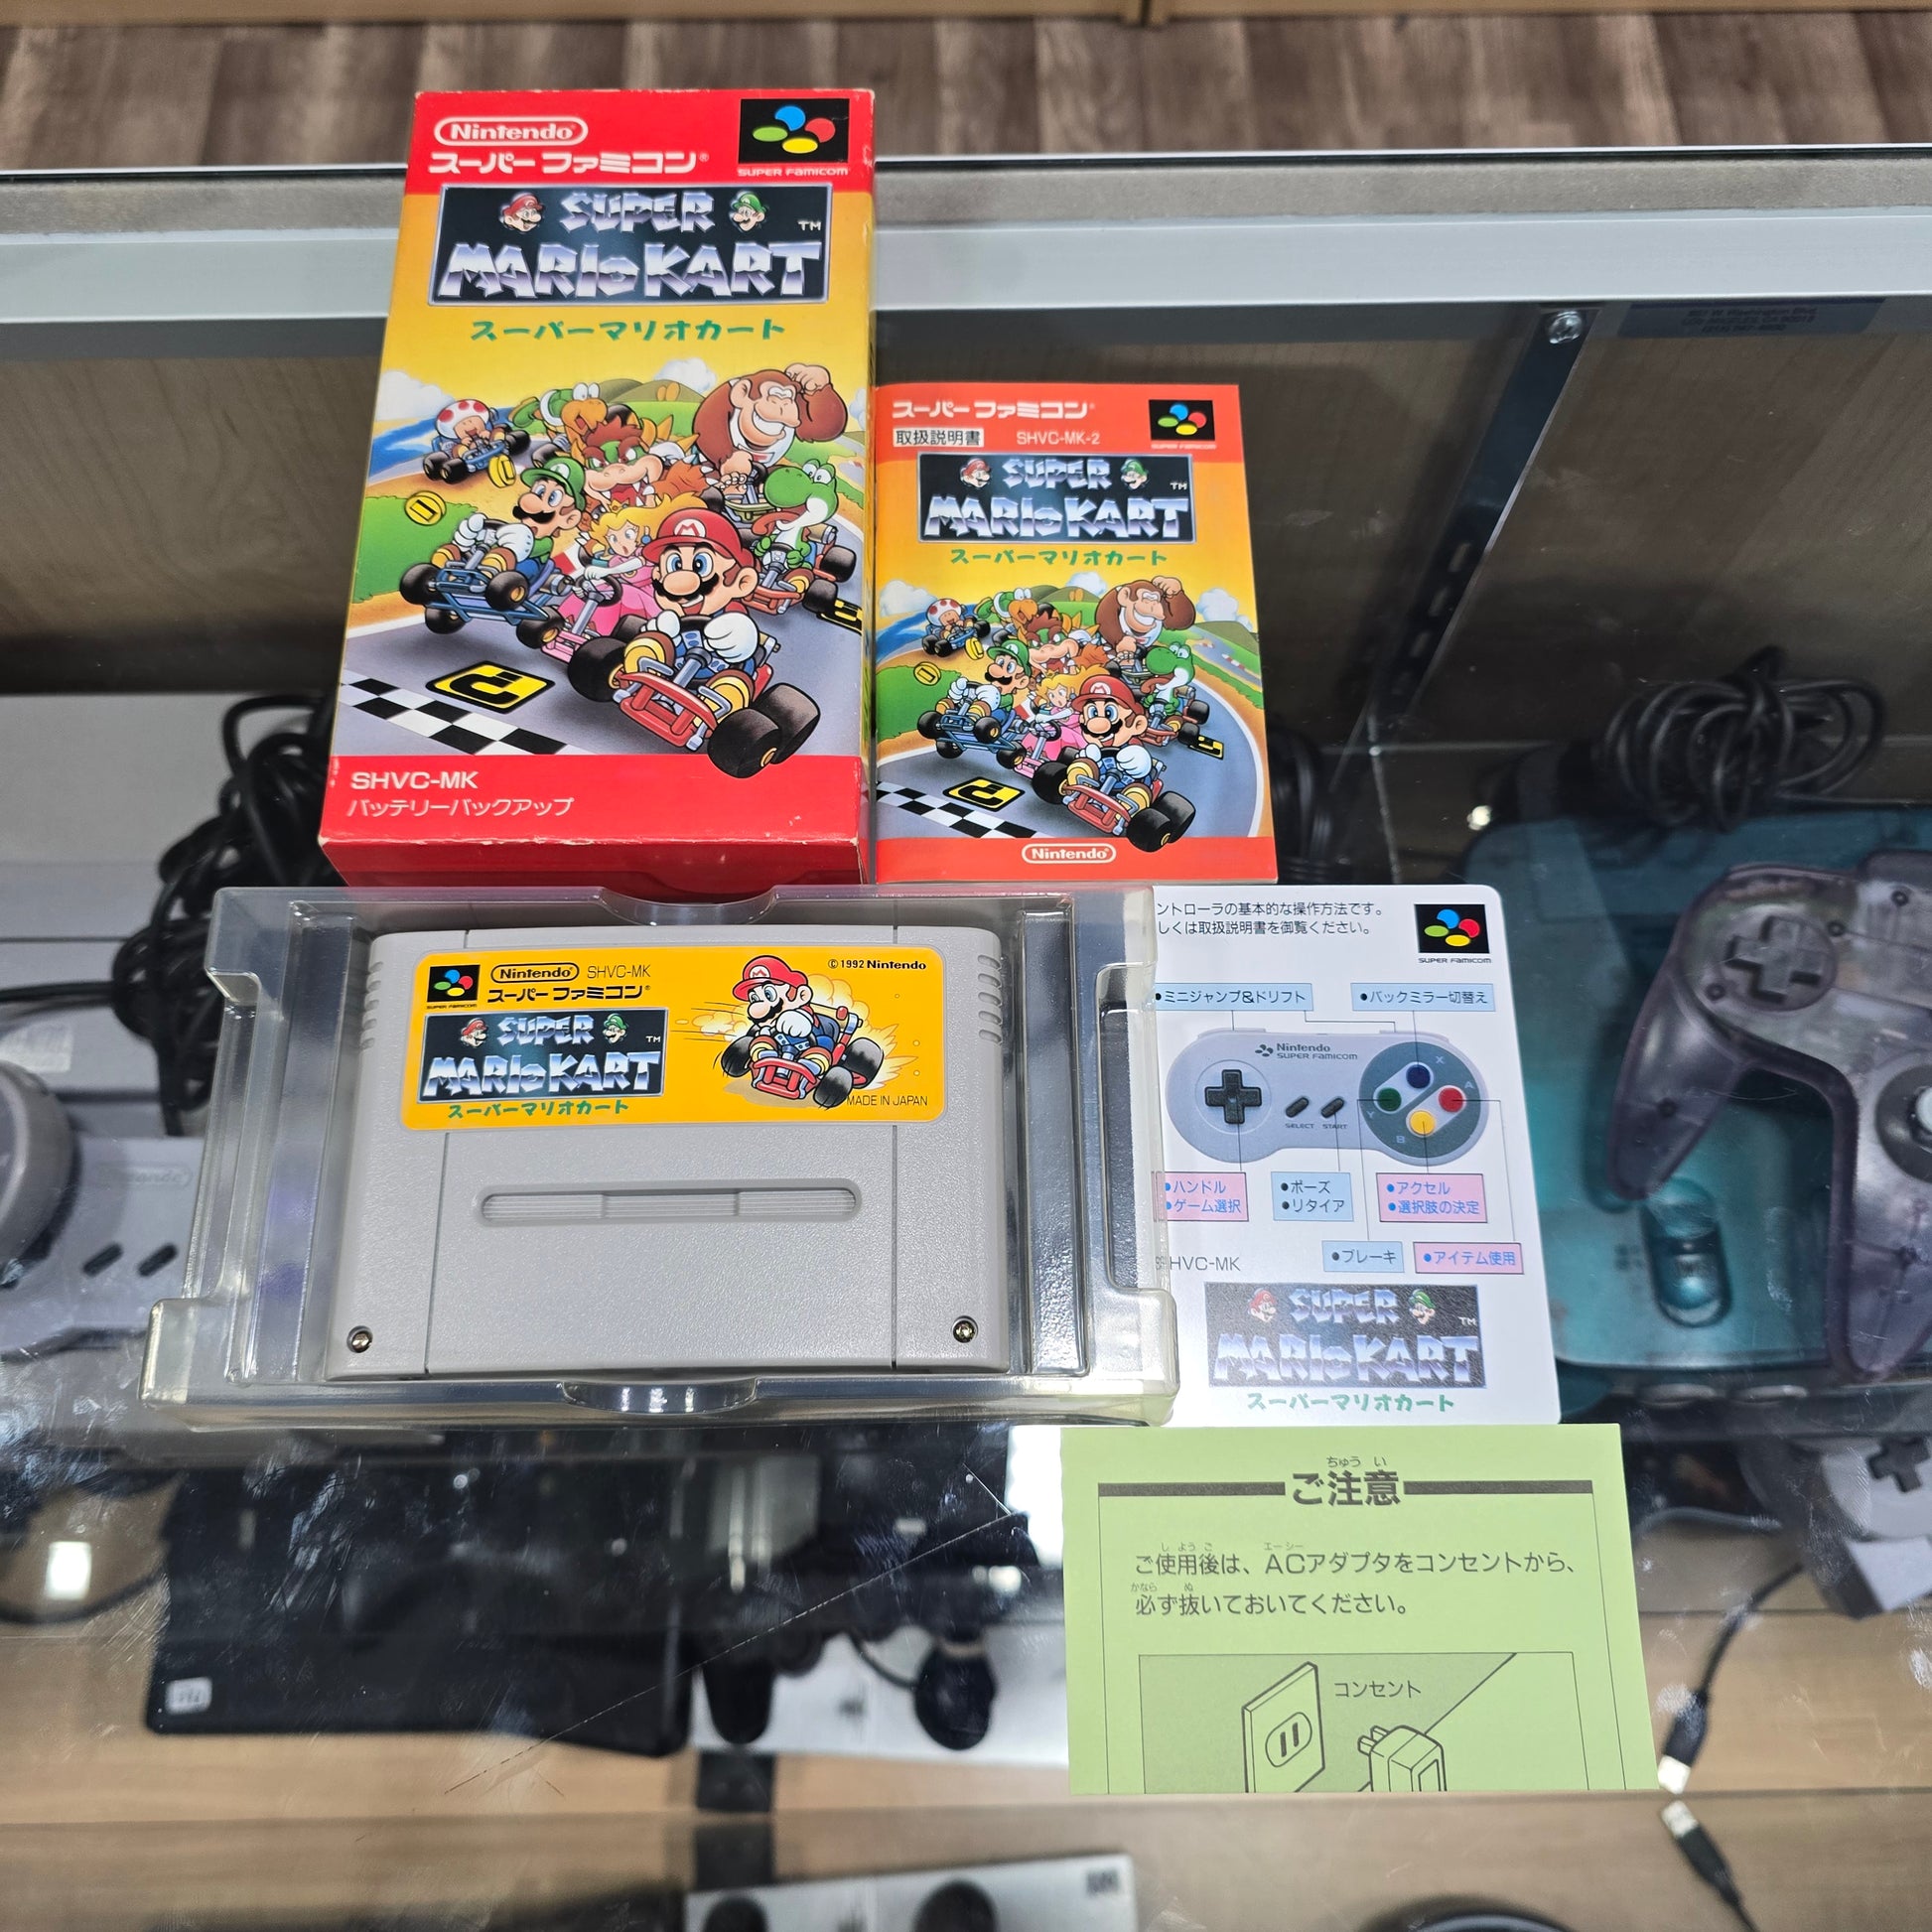 Nintendo
スーパーファミコン®
SUPER FAMICOM
SUPER
MARIO KART
TM
スーパーマリオカート
SHVC-MK
バッテリーバックアップ
スーパーファミコン®
取扱説明書 SHVC-MK-2
SUPER FAMICOM
SUPER
MARIO KART
TM
スーパーマリオカート
Nintendo
Nintendo SHVC-MK
スーパーファミコン®
SUPER FAMICOM
© 1992 Nintendo
SUPER
MARIO KART
TM
スーパーマリオカート
MADE IN JAPAN
ントローラの基本的な操作方法です。
しくは取扱説明書を御覧ください。
SUPER FAMICOM
●ミニジャンプ&ドリフト
●バックミラー切替え
Nintendo
SUPER FAMICOM
X
A
Y
B
SELECT START
●ハンドル
●ゲーム選択
●ポーズ
●リタイア
●アクセル
●選択肢の決定
●ブレーキ
●アイテム使用
SHVC-MK
SUPER
MARIO KART
TM
スーパーマリオカート
ちゅう い
ご注意
し よう ご エーシー
ご使用後は、ACアダプタをコンセントから、
かなら ぬ
必ず抜いておいてください。
コンセント
Nintendo